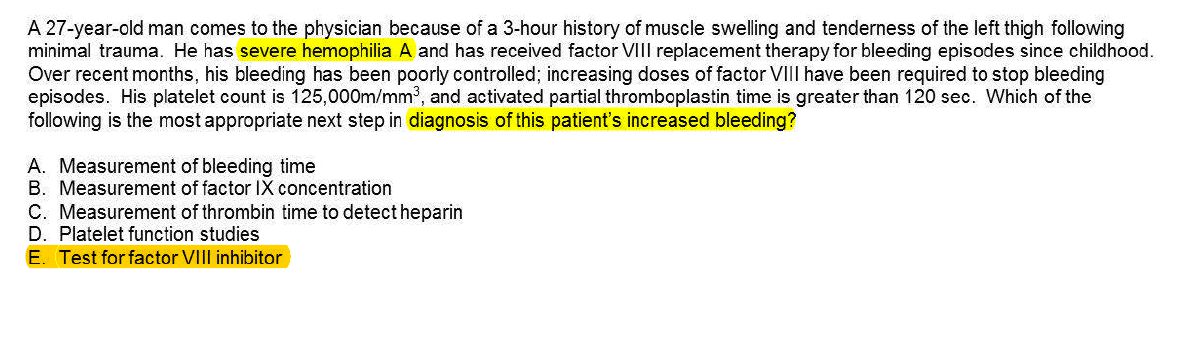 A 27-year-old man comes to the physician because of a 3-hour history of muscle swelling and tenderness of the left thigh following
minimal trauma. He has severe hemophilia A and has received factor VIII replacement therapy for bleeding episodes since childhood.
Over recent months, his bleeding has been poorly controlled; increasing doses of factor VIII have been required to stop bleeding
episodes. His platelet count is 125,000m/mm³, and activated partial thromboplastin time is greater than 120 sec. Which of the
following is the most appropriate next step in diagnosis of this patient's increased bleeding?
A. Measurement of bleeding time
B. Measurement of factor IX concentration
C. Measurement of thrombin time to detect heparin
D. Platelet function studies
E. Test for factor VIII inhibitor